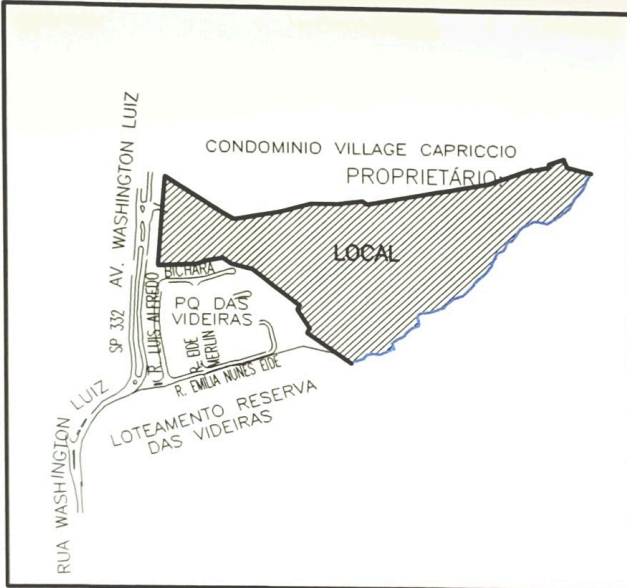 CONDOMINIO VILLAGE CAPRICCIO
PROPRIETÁRIO:
SP 332 AV. WASHINGTON LUIZ
LOCAL
R. LUIS ALFREDO
BICHARA
PQ DAS
VIDEIRAS
R. EIDE
MERLIN
R. EMILIA NUNES EIDE
LOTEAMENTO RESERVA
DAS VIDEIRAS
RUA WASHINGTON LUIZ